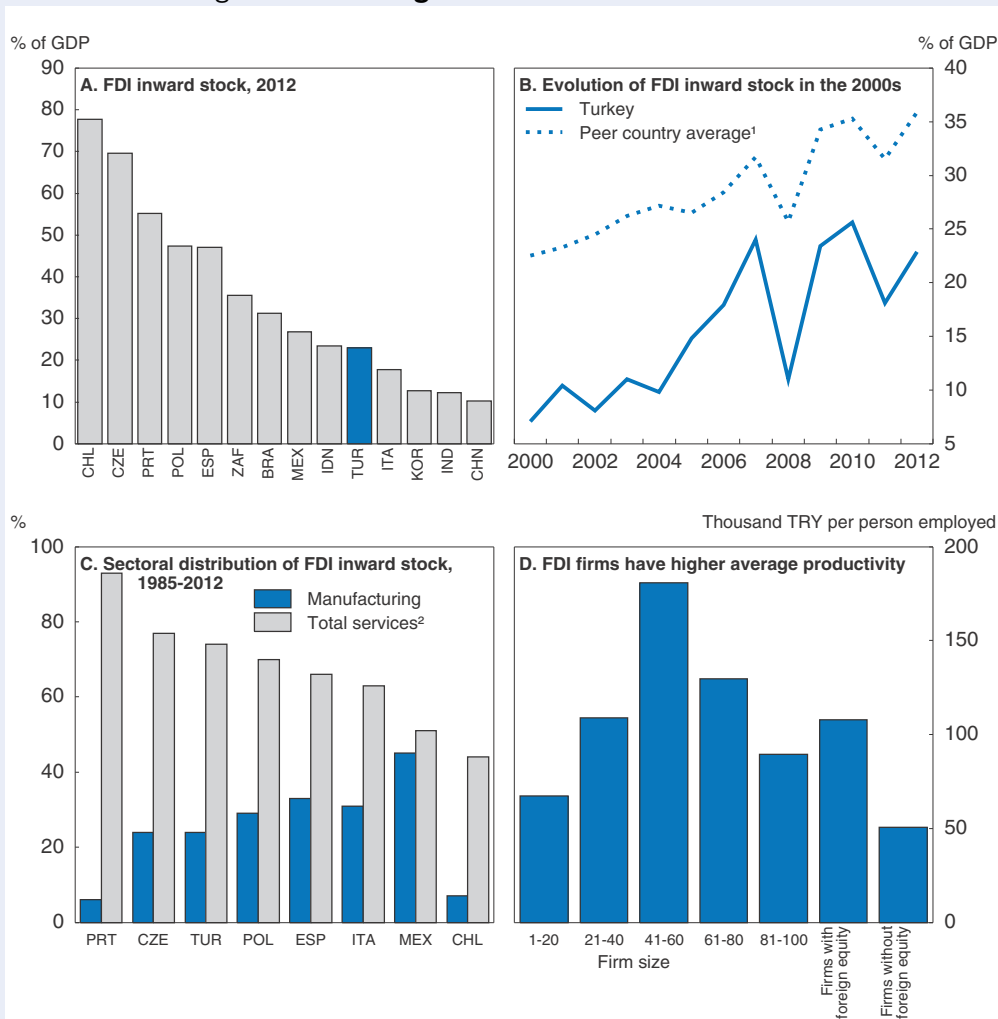 % of GDP
90
80
70
60
50
40
30
20
10
0
A. FDI inward stock, 2012
CHL
CZE
PRT
POL
ESP
ZAF
BRA
MEX
IDN
TUR
ITA
KOR
IND
CHN
% of GDP
40
35
30
25
20
15
10
5
B. Evolution of FDI inward stock in the 2000s
Turkey
Peer country average¹
2000
2002
2004
2006
2008
2010
2012
%
100
80
60
40
20
0
C. Sectoral distribution of FDI inward stock,
1985-2012
Manufacturing
Total services²
PRT
CZE
TUR
POL
ESP
ITA
MEX
CHL
Thousand TRY per person employed
200
150
100
50
0
D. FDI firms have higher average productivity
1-20
21-40
41-60
61-80
81-100
Firm size
Firms with
foreign equity
Firms without
foreign equity